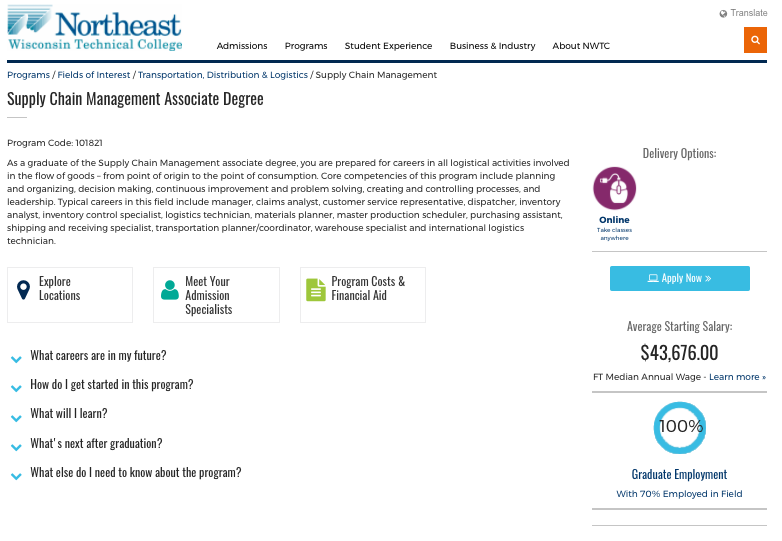 Northeast
Wisconsin Technical College
Translate
Admissions
Programs
Student Experience
Business & Industry
About NWTC
Programs / Fields of Interest / Transportation, Distribution & Logistics / Supply Chain Management
Supply Chain Management Associate Degree
Program Code: 101821
As a graduate of the Supply Chain Management associate degree, you are prepared for careers in all logistical activities involved
in the flow of goods – from point of origin to the point of consumption. Core competencies of this program include planning
and organizing, decision making, continuous improvement and problem solving, creating and controlling processes, and
leadership. Typical careers in this field include manager, claims analyst, customer service representative, dispatcher, inventory
analyst, inventory control specialist, logistics technician, materials planner, master production scheduler, purchasing assistant,
shipping and receiving specialist, transportation planner/coordinator, warehouse specialist and international logistics
technician.
Explore
Locations
Meet Your
Admission
Specialists
Program Costs &
Financial Aid
What careers are in my future?
How do I get started in this program?
What will I learn?
What's next after graduation?
What else do I need to know about the program?
Delivery Options:
Online
Take classes
anywhere
Apply Now »
Average Starting Salary:
$43,676.00
FT Median Annual Wage - Learn more »
100%
Graduate Employment
With 70% Employed in Field